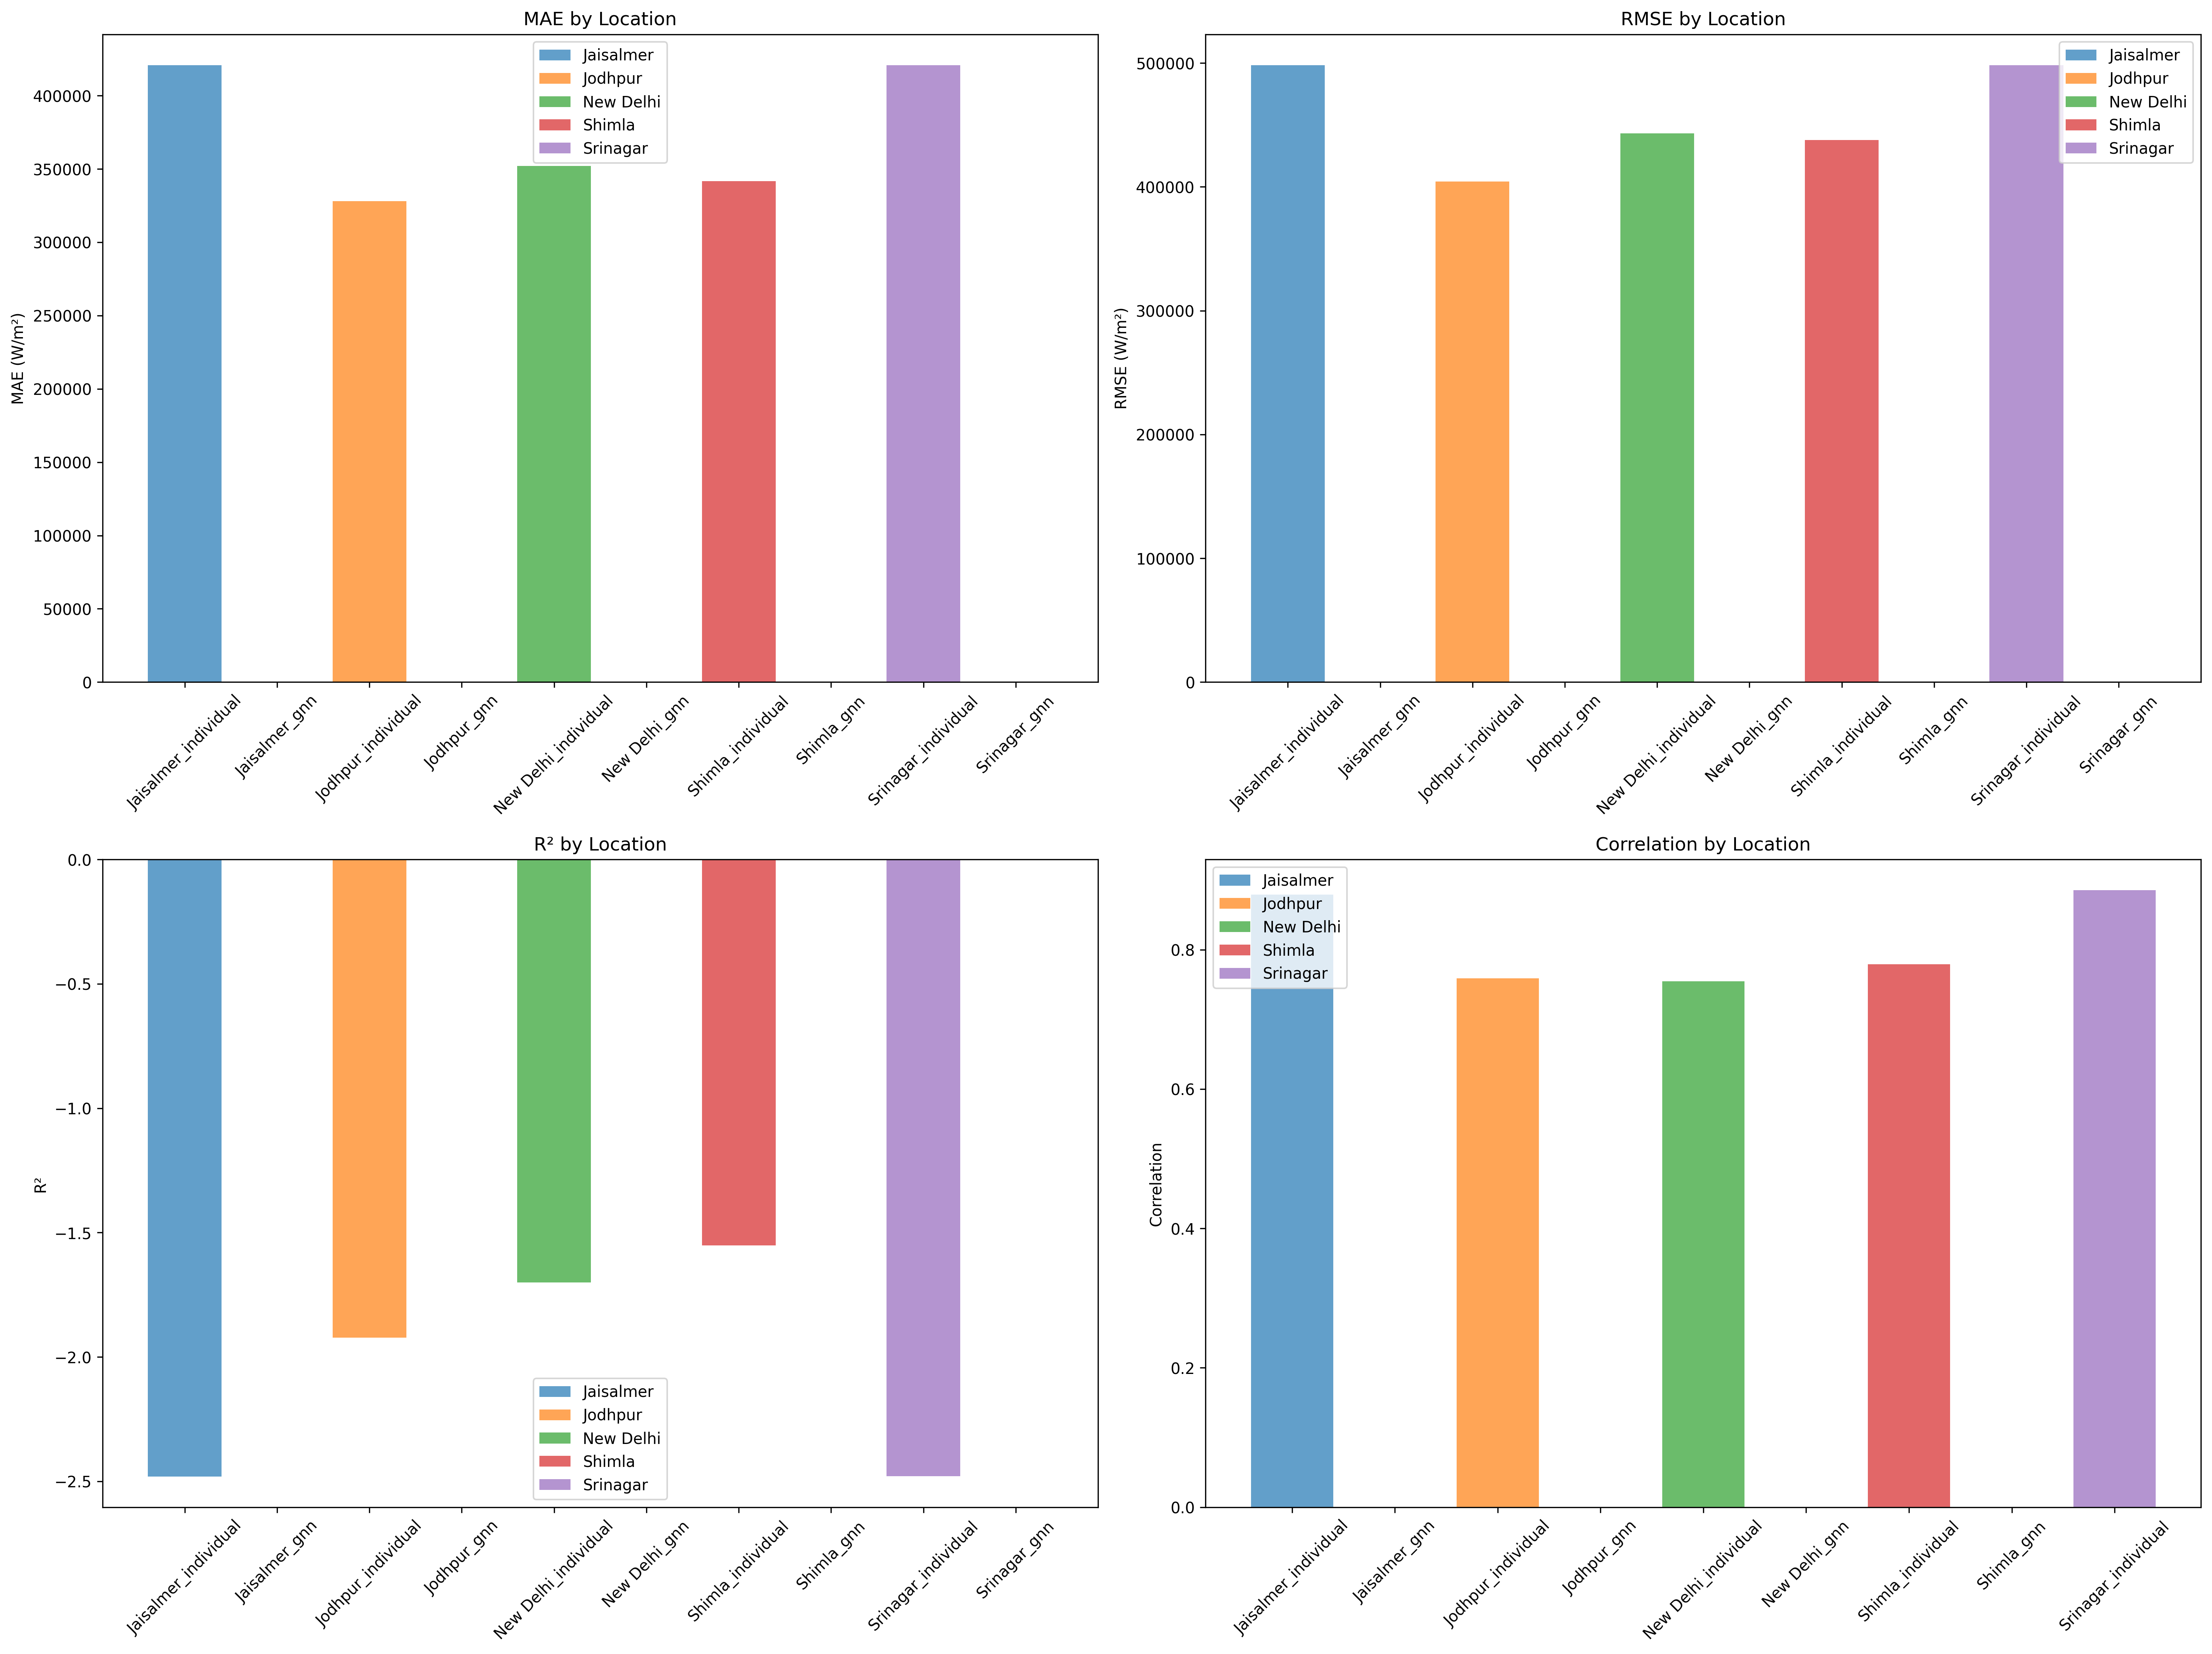 MAE by Location
MAE (W/m²)
400000
350000
300000
250000
200000
150000
100000
50000
0
Jaisalmer
Jodhpur
New Delhi
Shimla
Srinagar
Jaisalmer_individual
Jaisalmer_gnn
Jodhpur_individual
Jodhpur_gnn
New Delhi_individual
New Delhi_gnn
Shimla_individual
Shimla_gnn
Srinagar_individual
Srinagar_gnn
RMSE by Location
RMSE (W/m²)
500000
400000
300000
200000
100000
0
Jaisalmer
Jodhpur
New Delhi
Shimla
Srinagar
Jaisalmer_individual
Jaisalmer_gnn
Jodhpur_individual
Jodhpur_gnn
New Delhi_individual
New Delhi_gnn
Shimla_individual
Shimla_gnn
Srinagar_individual
Srinagar_gnn
R² by Location
R²
0.0
−0.5
−1.0
−1.5
−2.0
−2.5
Jaisalmer
Jodhpur
New Delhi
Shimla
Srinagar
Jaisalmer_individual
Jaisalmer_gnn
Jodhpur_individual
Jodhpur_gnn
New Delhi_individual
New Delhi_gnn
Shimla_individual
Shimla_gnn
Srinagar_individual
Srinagar_gnn
Correlation by Location
Correlation
0.8
0.6
0.4
0.2
0.0
Jaisalmer
Jodhpur
New Delhi
Shimla
Srinagar
Jaisalmer_individual
Jaisalmer_gnn
Jodhpur_individual
Jodhpur_gnn
New Delhi_individual
New Delhi_gnn
Shimla_individual
Shimla_gnn
Srinagar_individual